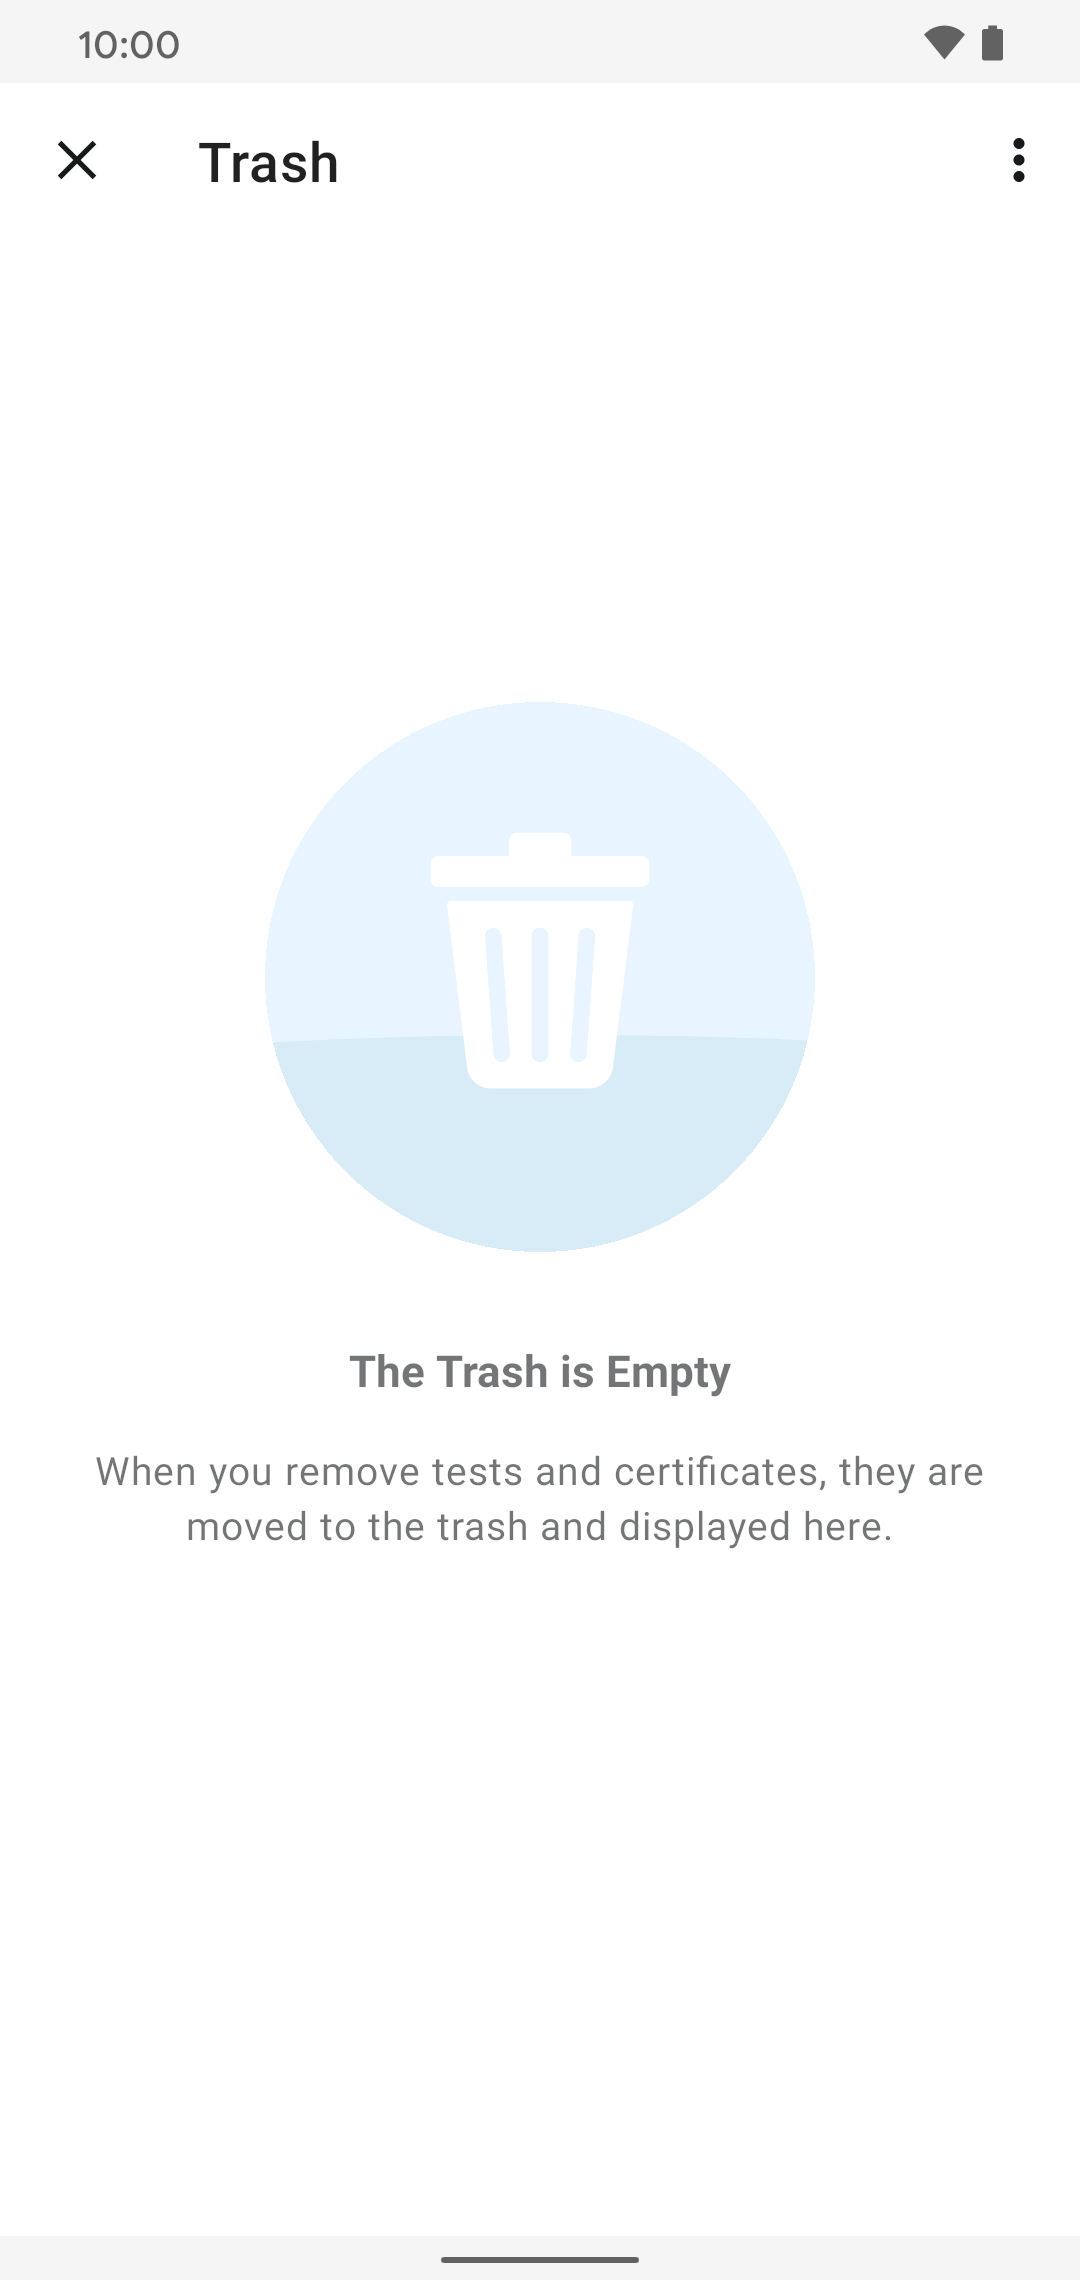 10:00
Trash
The Trash is Empty
When you remove tests and certificates, they are
moved to the trash and displayed here.